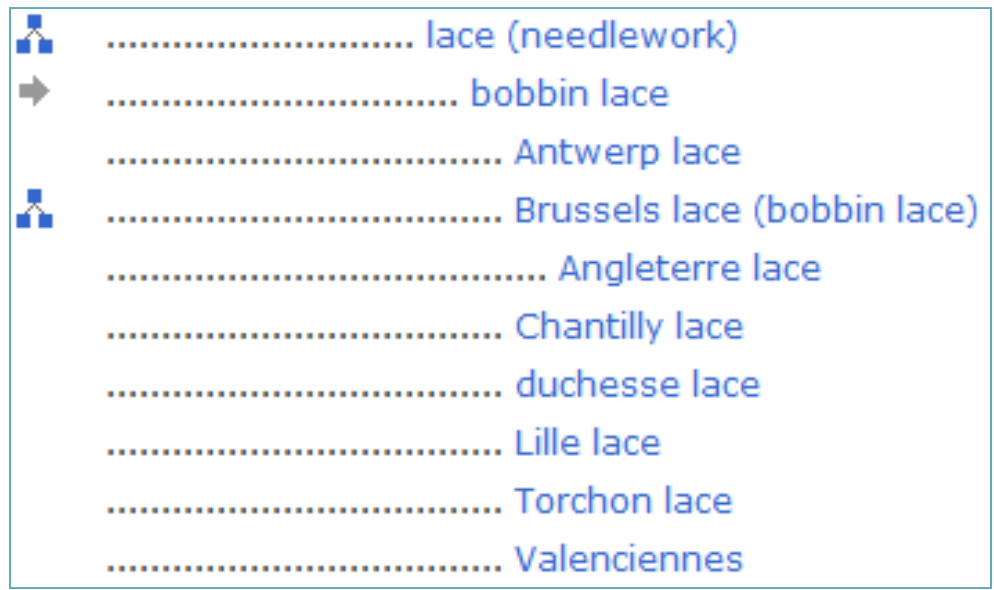 ........................... lace (needlework)
............................... bobbin lace
................................... Antwerp lace
................................... Brussels lace (bobbin lace)
....................................... Angleterre lace
................................... Chantilly lace
................................... duchesse lace
................................... Lille lace
................................... Torchon lace
................................... Valenciennes